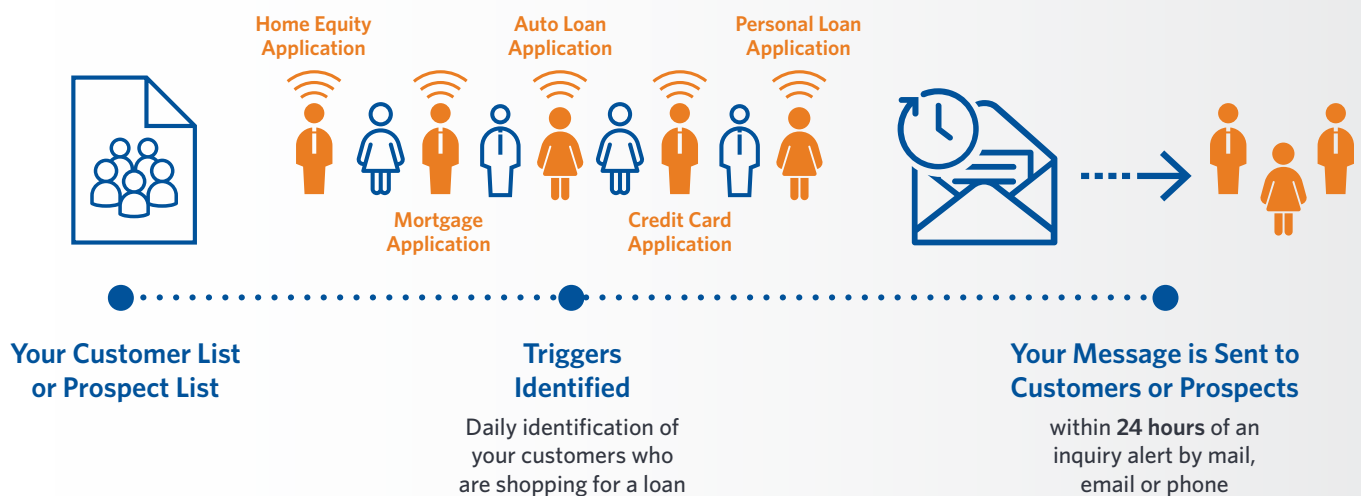 Home Equity
Application
Auto Loan
Application
Personal Loan
Application
Mortgage
Application
Credit Card
Application
Your Customer List
or Prospect List
Triggers
Identified
Daily identification of
your customers who
are shopping for a loan
Your Message is Sent to
Customers or Prospects
within 24 hours of an
inquiry alert by mail,
email or phone